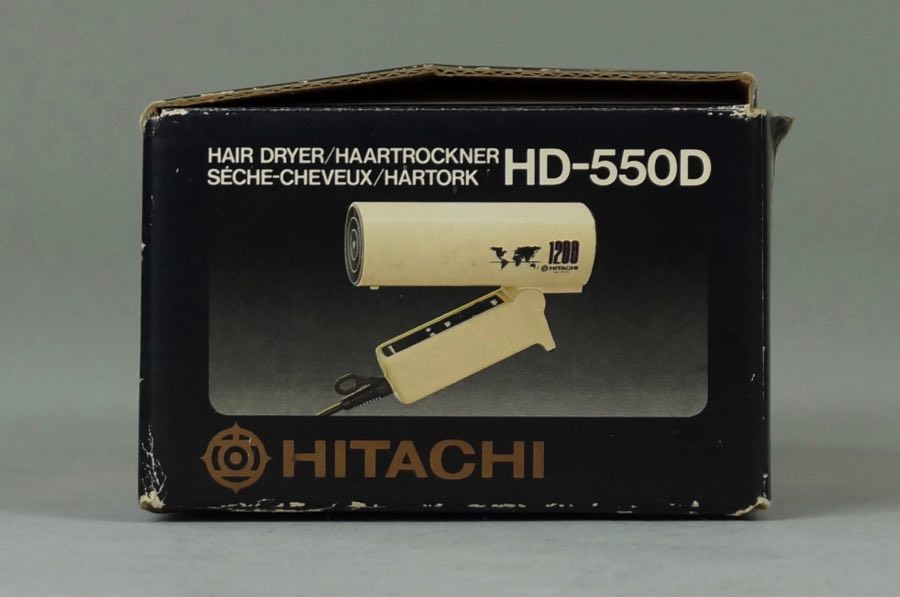 HAIR DRYER/HAARTROCKNER HD-550D
SÉCHE-CHEVEUX/HÅRTORK
1200
HITACHI
HITACHI